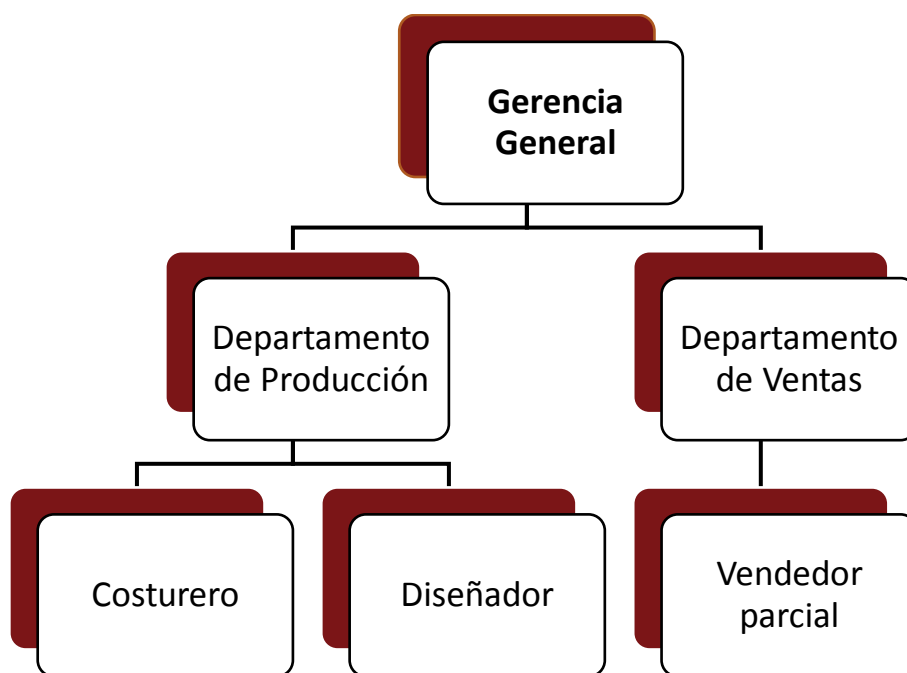 Gerencia
General
Departamento
de Producción
Departamento
de Ventas
Costurero
Diseñador
Vendedor
parcial